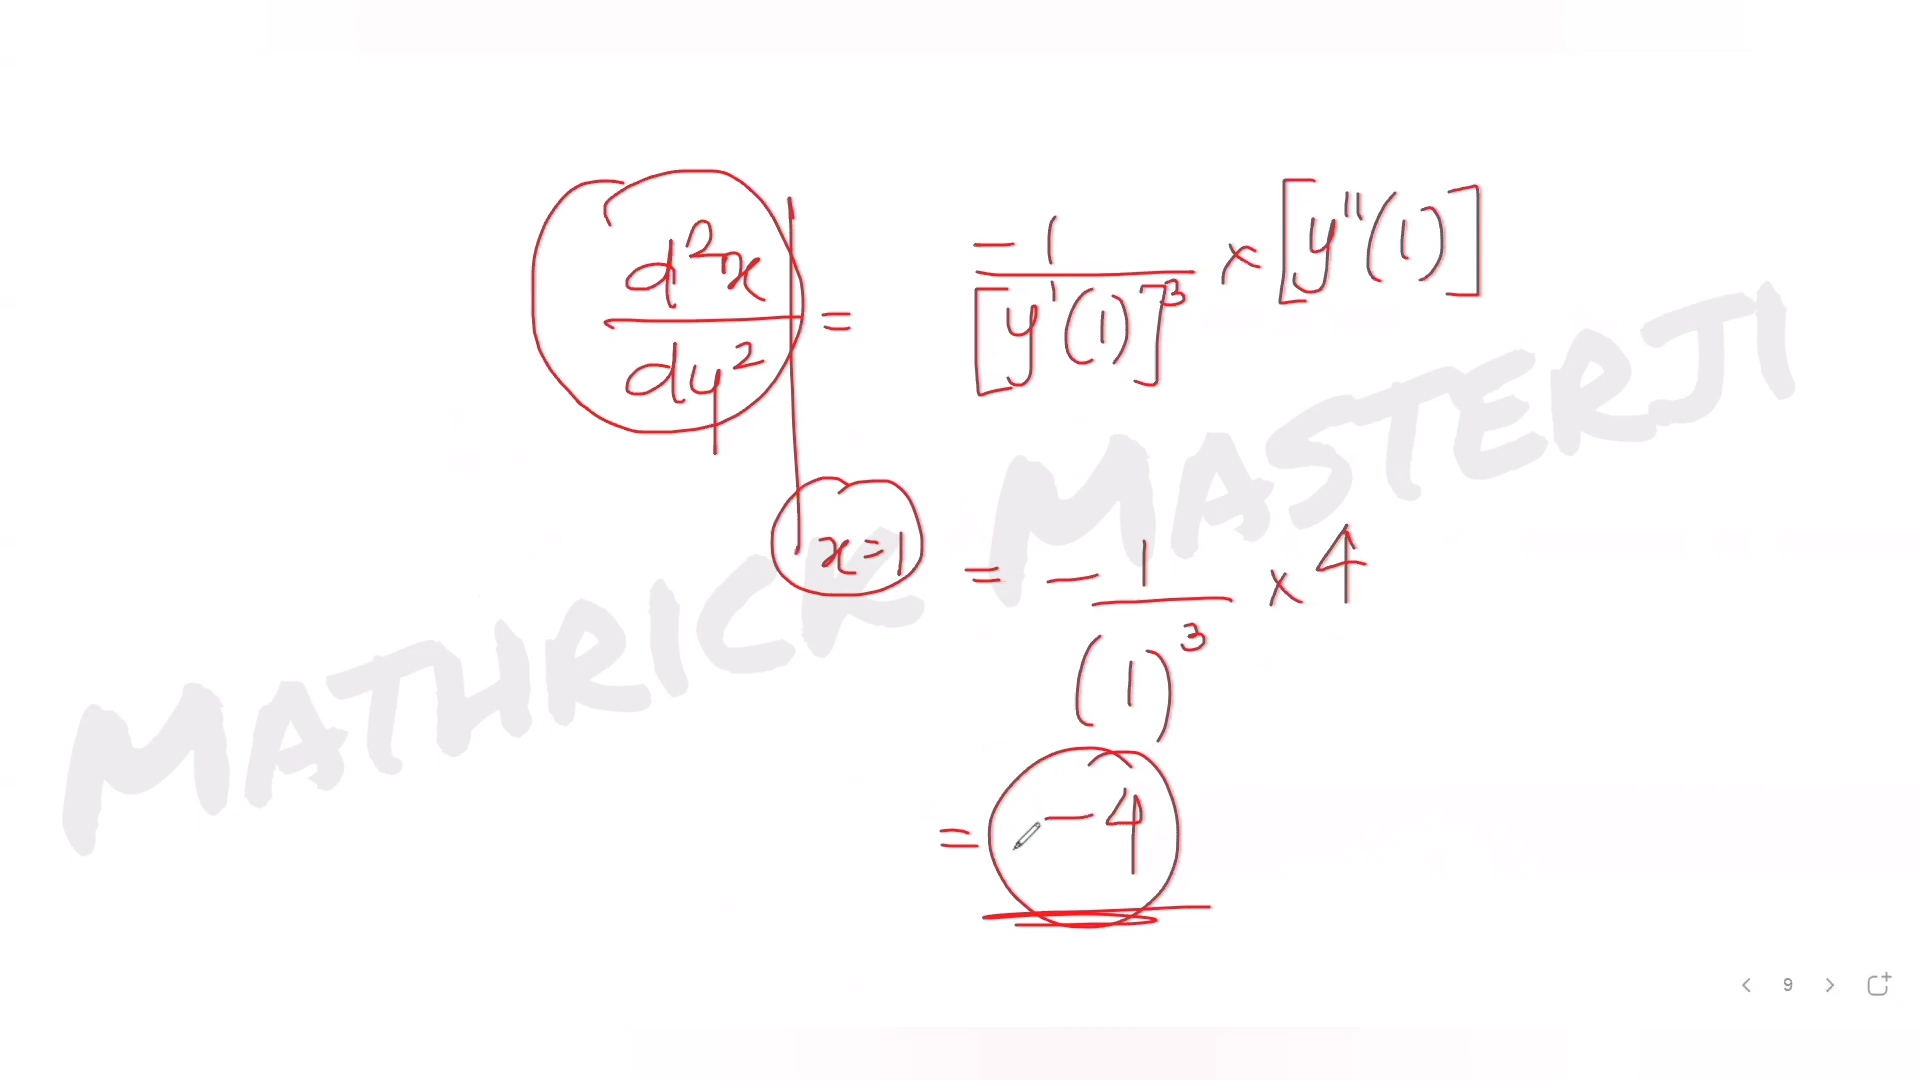 d²x/dy² | x=1 = -1/[y'(1)]³ × [y''(1)]
= - 1/(1)³ × 4
= -4
MATHRICK MASTERJI
9